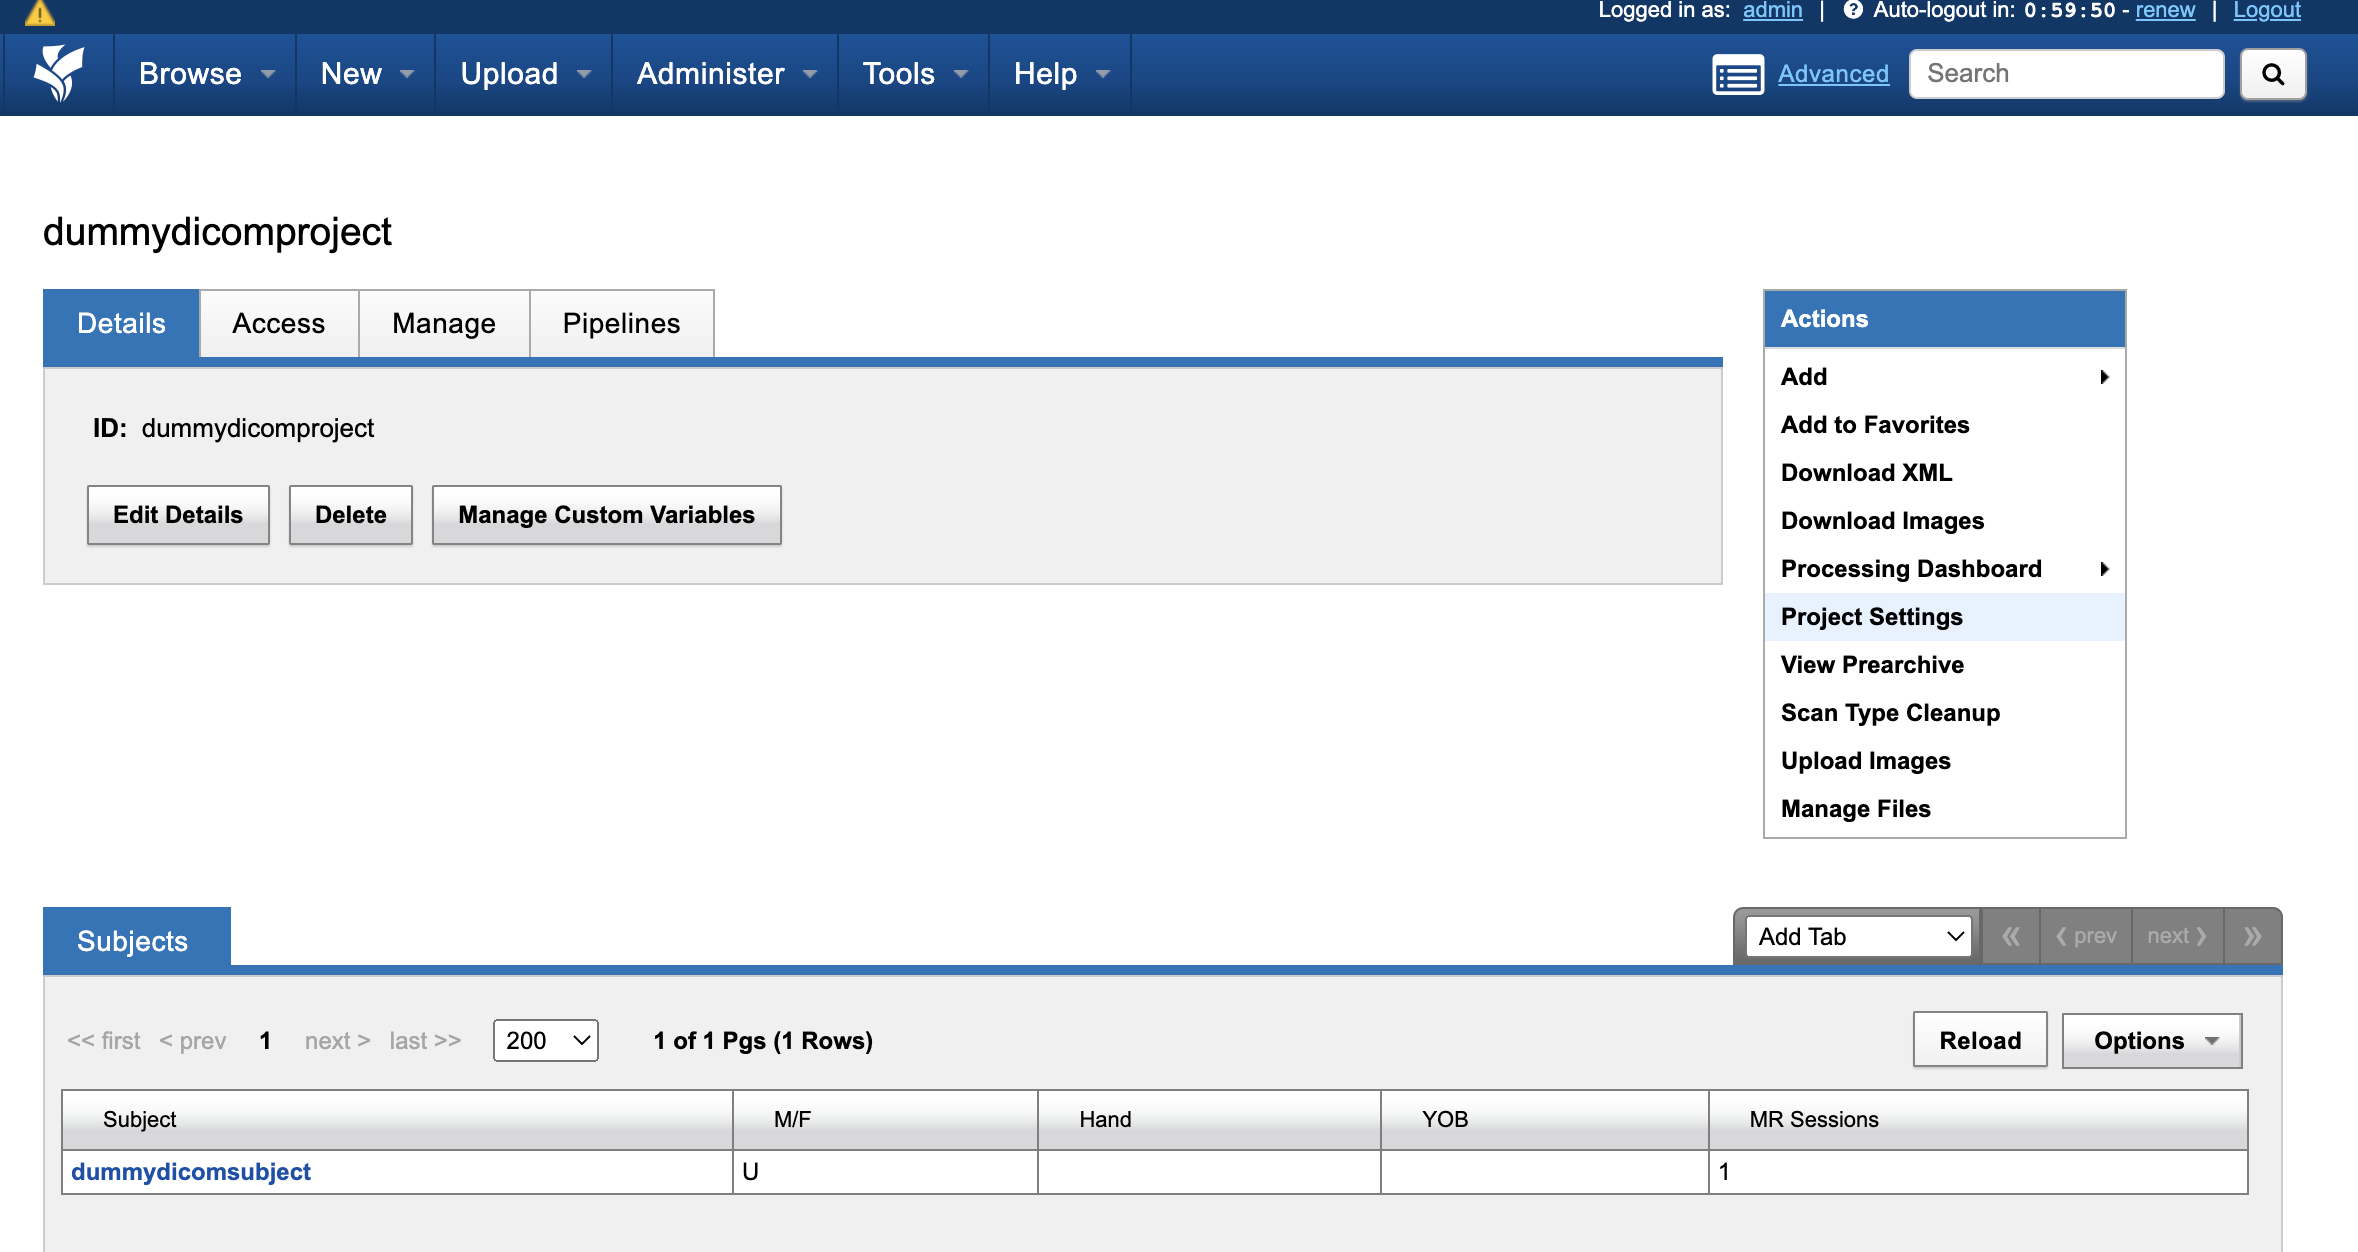 Logged in as: admin | Auto-logout in: 0:59:50 - renew | Logout
Browse New Upload Administer Tools Help Advanced Search
dummydicomproject
Details Access Manage Pipelines
ID: dummydicomproject
Edit Details Delete Manage Custom Variables
Actions
Add
Add to Favorites
Download XML
Download Images
Processing Dashboard
Project Settings
View Prearchive
Scan Type Cleanup
Upload Images
Manage Files
Subjects Add Tab « ‹ prev next › »
<< first < prev 1 next > last >> 200 1 of 1 Pgs (1 Rows) Reload Options
Subject M/F Hand YOB MR Sessions
dummydicomsubject U 1